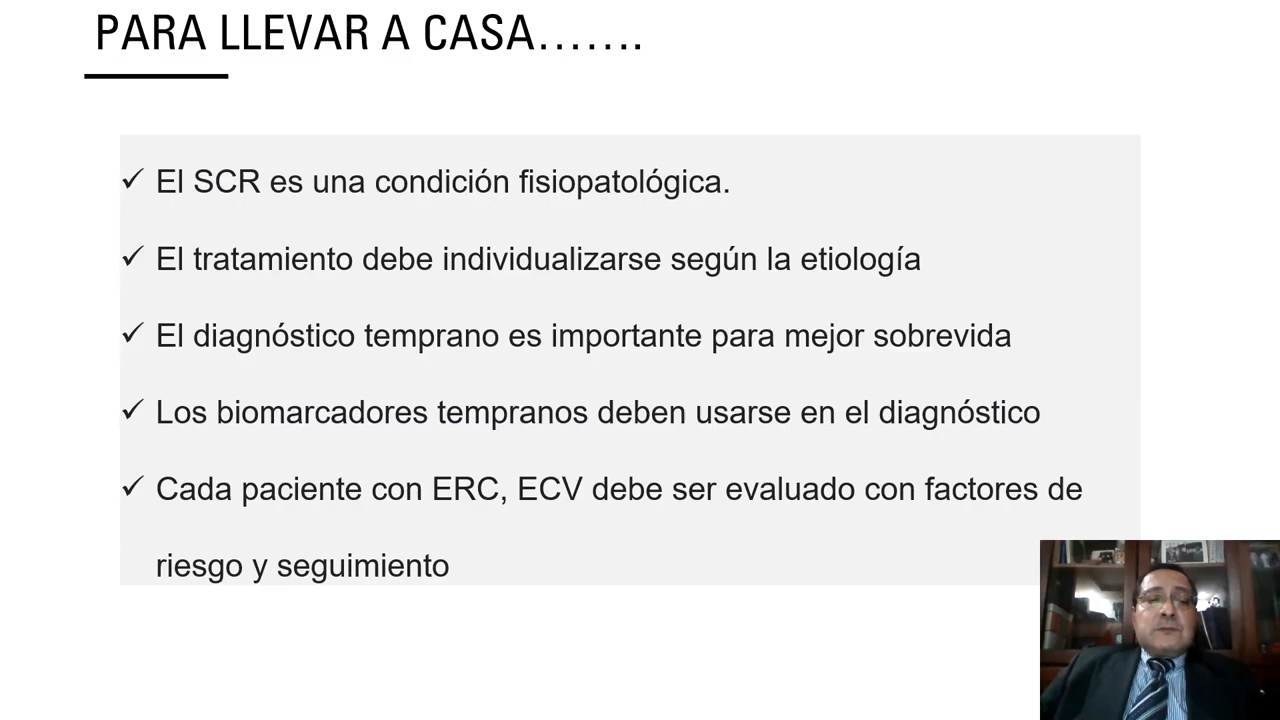 PARA LLEVAR A CASA.......
✓ El SCR es una condición fisiopatológica.
✓ El tratamiento debe individualizarse según la etiología
✓ El diagnóstico temprano es importante para mejor sobrevida
✓ Los biomarcadores tempranos deben usarse en el diagnóstico
✓ Cada paciente con ERC, ECV debe ser evaluado con factores de
riesgo y seguimiento